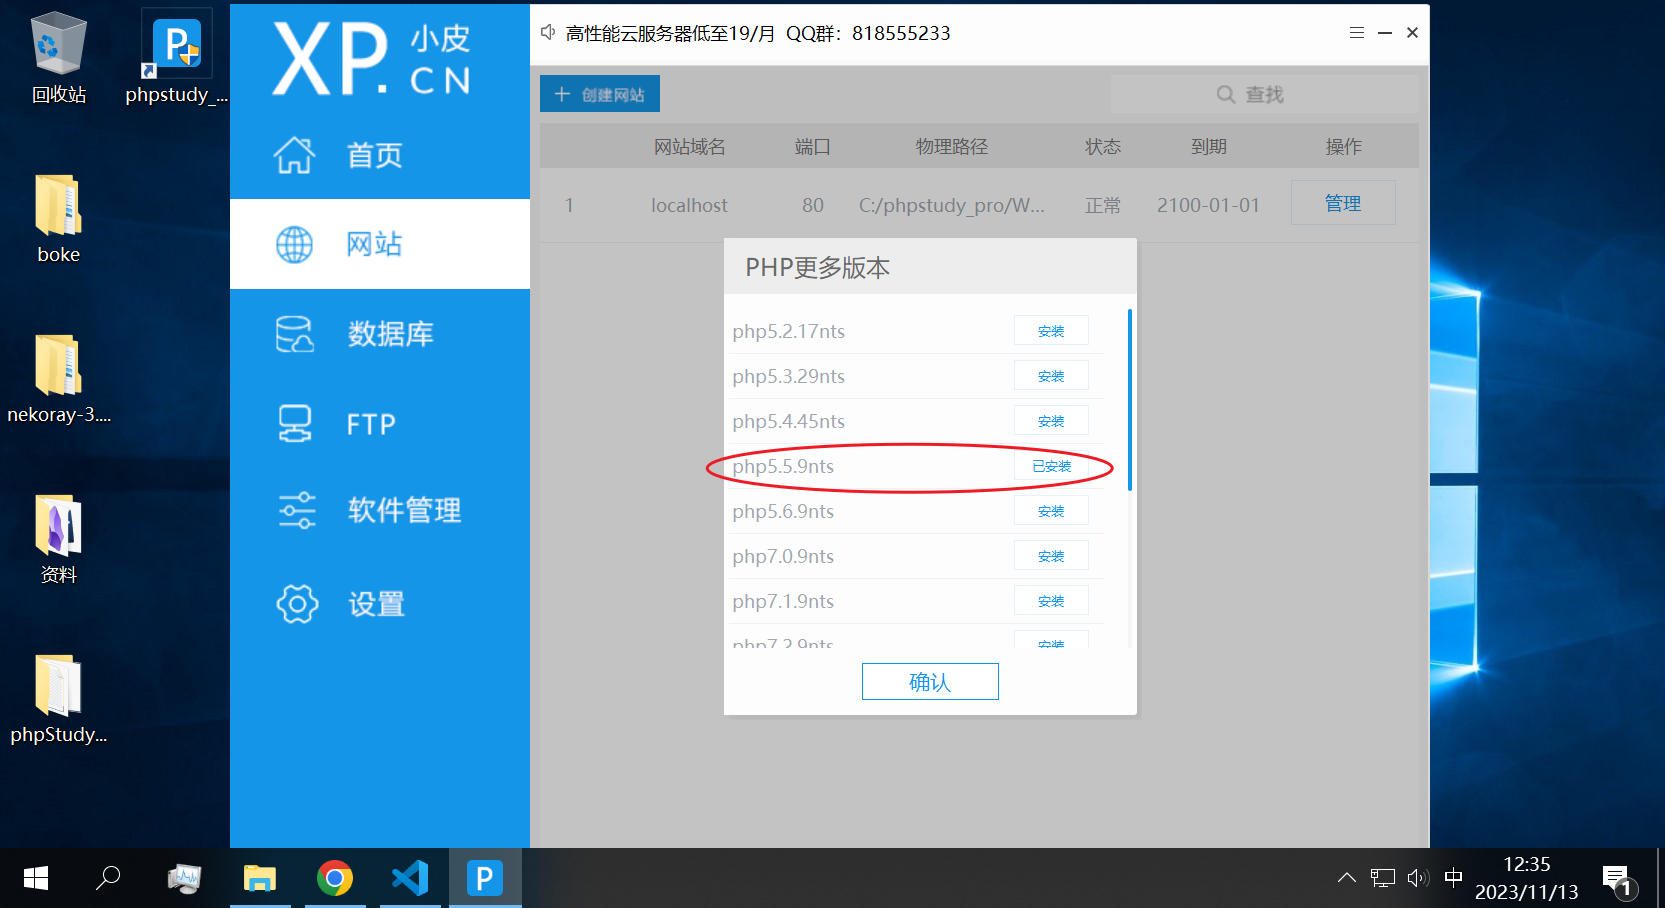 回收站
phpstudy_...
boke
nekoray-3....
资料
phpStudy...
XP.
小皮
CN
首页
网站
数据库
FTP
软件管理
设置
高性能云服务器低至19/月 QQ群：818555233
创建网站
查找
网站域名 端口 物理路径 状态 到期 操作
1 localhost 80 C:/phpstudy_pro/W... 正常 2100-01-01 管理
PHP更多版本
php5.2.17nts 安装
php5.3.29nts 安装
php5.4.45nts 安装
php5.5.9nts 已安装
php5.6.9nts 安装
php7.0.9nts 安装
php7.1.9nts 安装
php7.2.9nts 安装
确认
P
中
12:35
2023/11/13
1